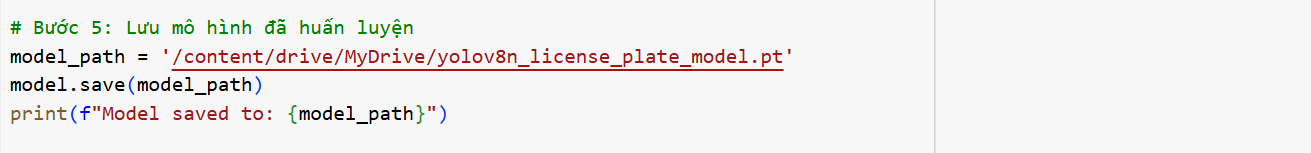 # Bước 5: Lưu mô hình đã huấn luyện
model_path = '/content/drive/MyDrive/yolov8n_license_plate_model.pt'
model.save(model_path)
print(f"Model saved to: {model_path}")